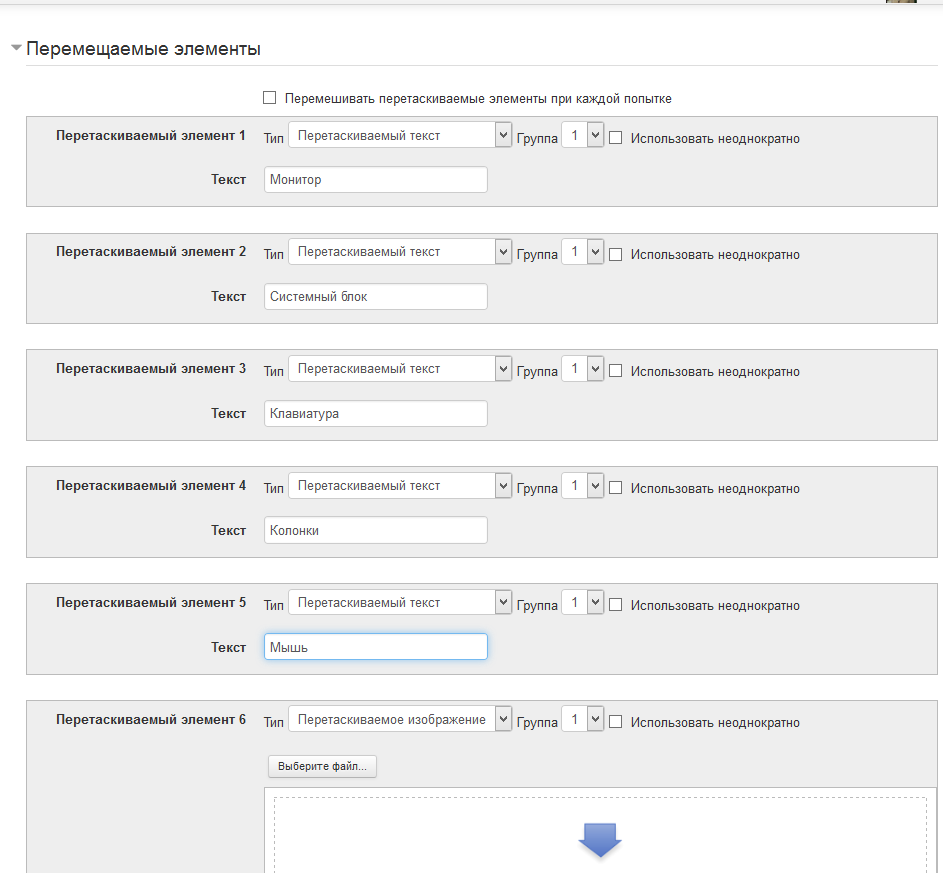 Перемещаемые элементы
Перемешивать перетаскиваемые элементы при каждой попытке
Перетаскиваемый элемент 1 Тип Перетаскиваемый текст Группа 1 Использовать неоднократно
Текст Монитор
Перетаскиваемый элемент 2 Тип Перетаскиваемый текст Группа 1 Использовать неоднократно
Текст Системный блок
Перетаскиваемый элемент 3 Тип Перетаскиваемый текст Группа 1 Использовать неоднократно
Текст Клавиатура
Перетаскиваемый элемент 4 Тип Перетаскиваемый текст Группа 1 Использовать неоднократно
Текст Колонки
Перетаскиваемый элемент 5 Тип Перетаскиваемый текст Группа 1 Использовать неоднократно
Текст Мышь
Перетаскиваемый элемент 6 Тип Перетаскиваемое изображение Группа 1 Использовать неоднократно
Выберите файл...